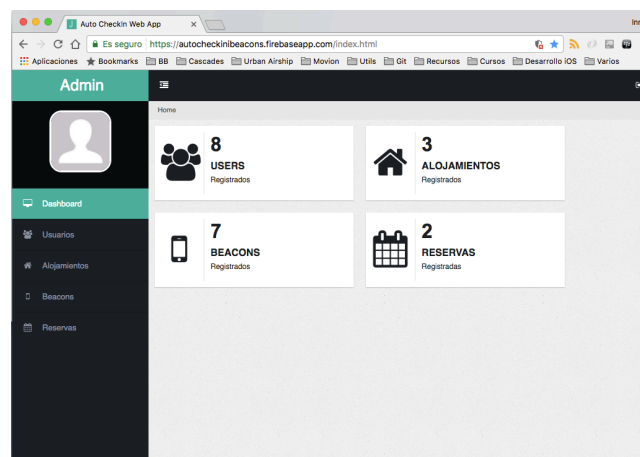 Auto Checkin Web App
Es seguro https://autocheckinibeacons.firebaseapp.com/index.html
Aplicaciones Bookmarks BB Cascades Urban Airship Movion Utils Git Recursos Cursos Desarrollo iOS Varios
Admin
Home
8
USERS
Registrados
3
ALOJAMIENTOS
Registrados
7
BEACONS
Registrados
2
RESERVAS
Registradas
Dashboard
Usuarios
Alojamientos
Beacons
Reservas